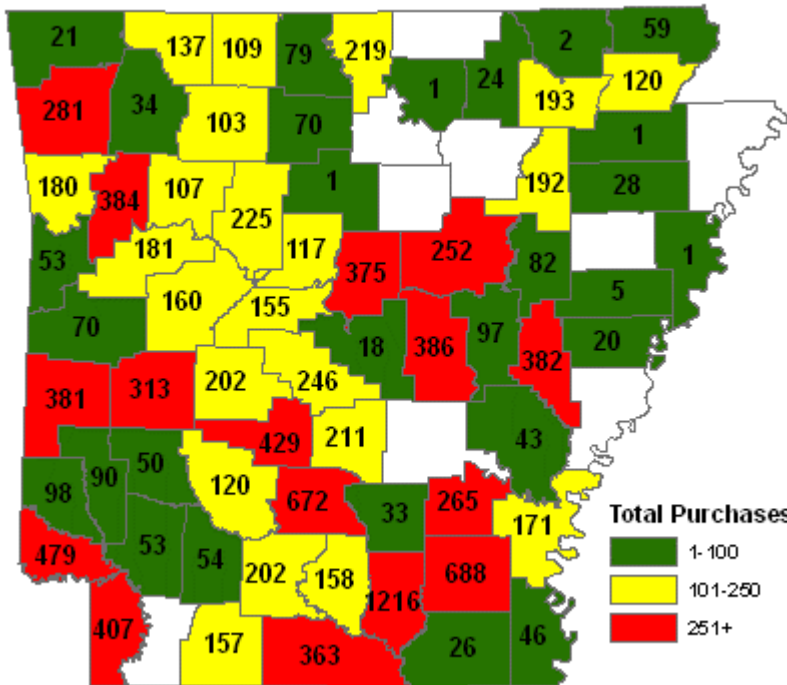 21 137 109 79 219 2 59
281 34 103 70 1 24 193 120
180 384 107 225 1 192 1 28
53 181 117 375 252 82 1
70 160 155 18 386 97 5 20
381 313 202 246 382 43
98 90 50 120 429 211 672 33 265 171
479 53 54 202 158 1216 688
407 157 363 26 46
Total Purchases
1-100
101-250
251+